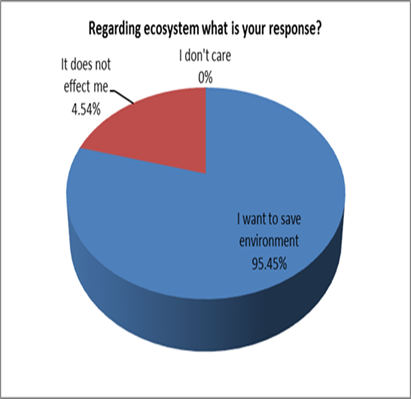 Regarding ecosystem what is your response?
I don't care
0%
It does not
effect me
4.54%
I want to save
environment
95.45%